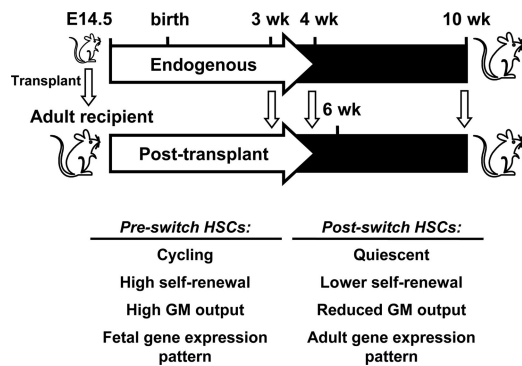 E14.5 birth 3 wk 4 wk 10 wk
Endogenous
Transplant
Adult recipient
6 wk
Post-transplant
Pre-switch HSCs: Post-switch HSCs:
Cycling Quiescent
High self-renewal Lower self-renewal
High GM output Reduced GM output
Fetal gene expression Adult gene expression
pattern pattern